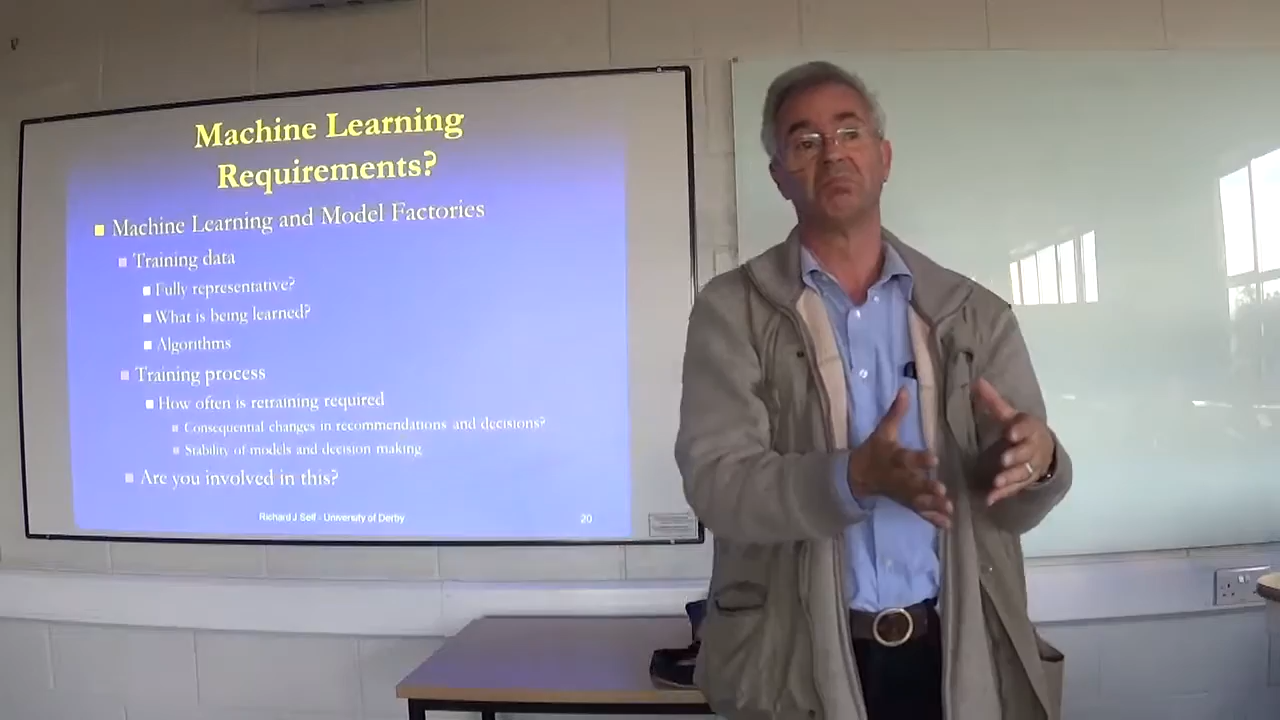 Machine Learning
Requirements?
Machine Learning and Model Factories
Training data
Fully representative?
What is being learned?
Algorithms
Training process
How often is retraining required
Consequential changes in recommendations and decisions?
Stability of models and decision making
Are you involved in this?
Richard J Self - University of Derby
20